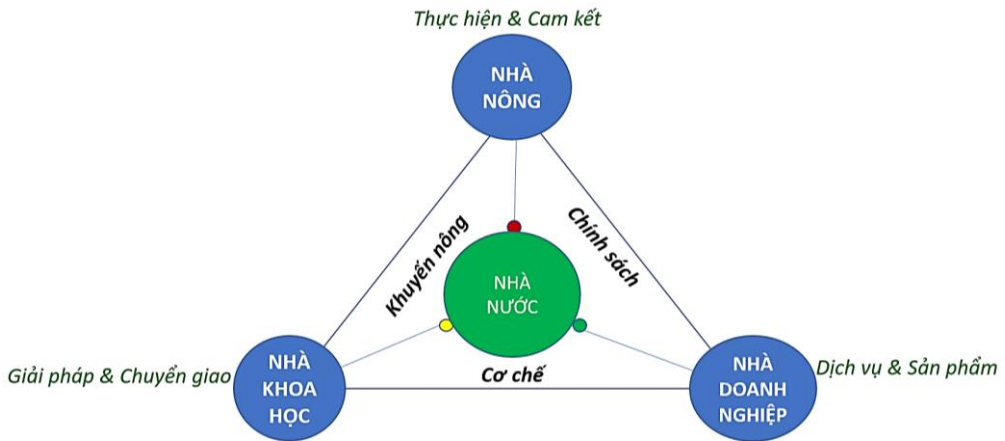 Thực hiện & Cam kết
NHÀ
NÔNG
Khuyến nông
Chính sách
NHÀ
NƯỚC
Giải pháp & Chuyển giao
NHÀ
KHOA
HỌC
Cơ chế
NHÀ
DOANH
NGHIỆP
Dịch vụ & Sản phẩm